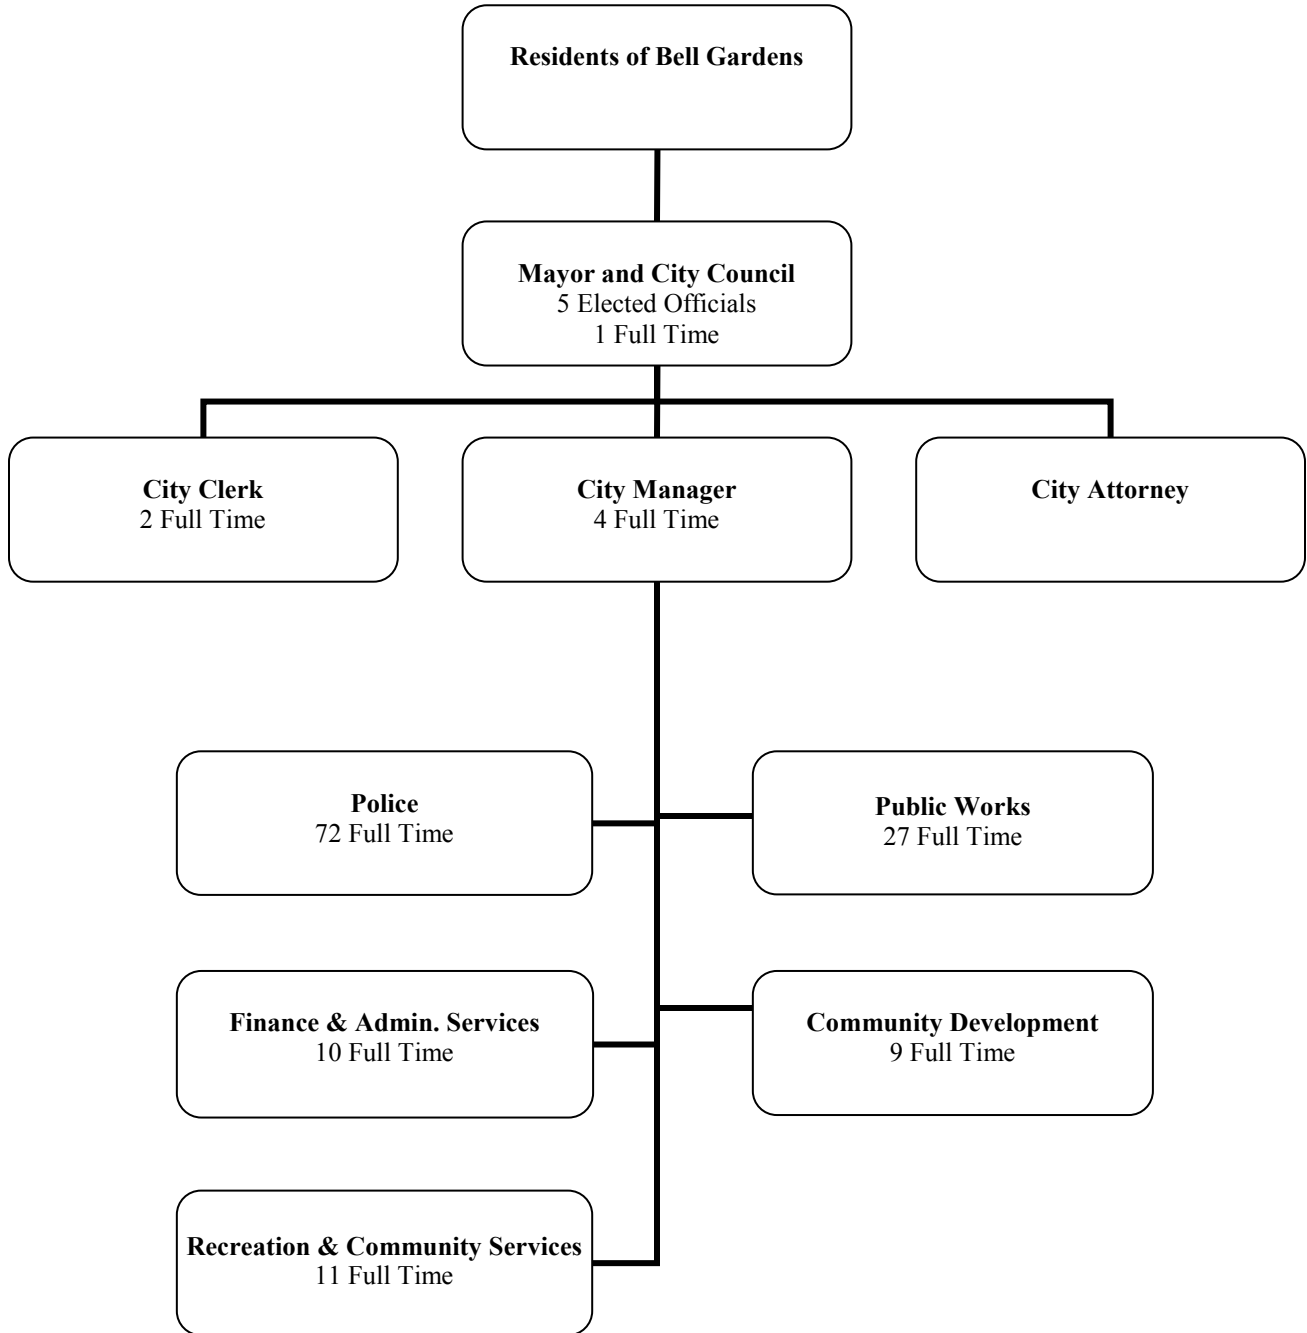 Residents of Bell Gardens
Mayor and City Council
5 Elected Officials
1 Full Time
City Clerk
2 Full Time
City Manager
4 Full Time
City Attorney
Police
72 Full Time
Public Works
27 Full Time
Finance & Admin. Services
10 Full Time
Community Development
9 Full Time
Recreation & Community Services
11 Full Time